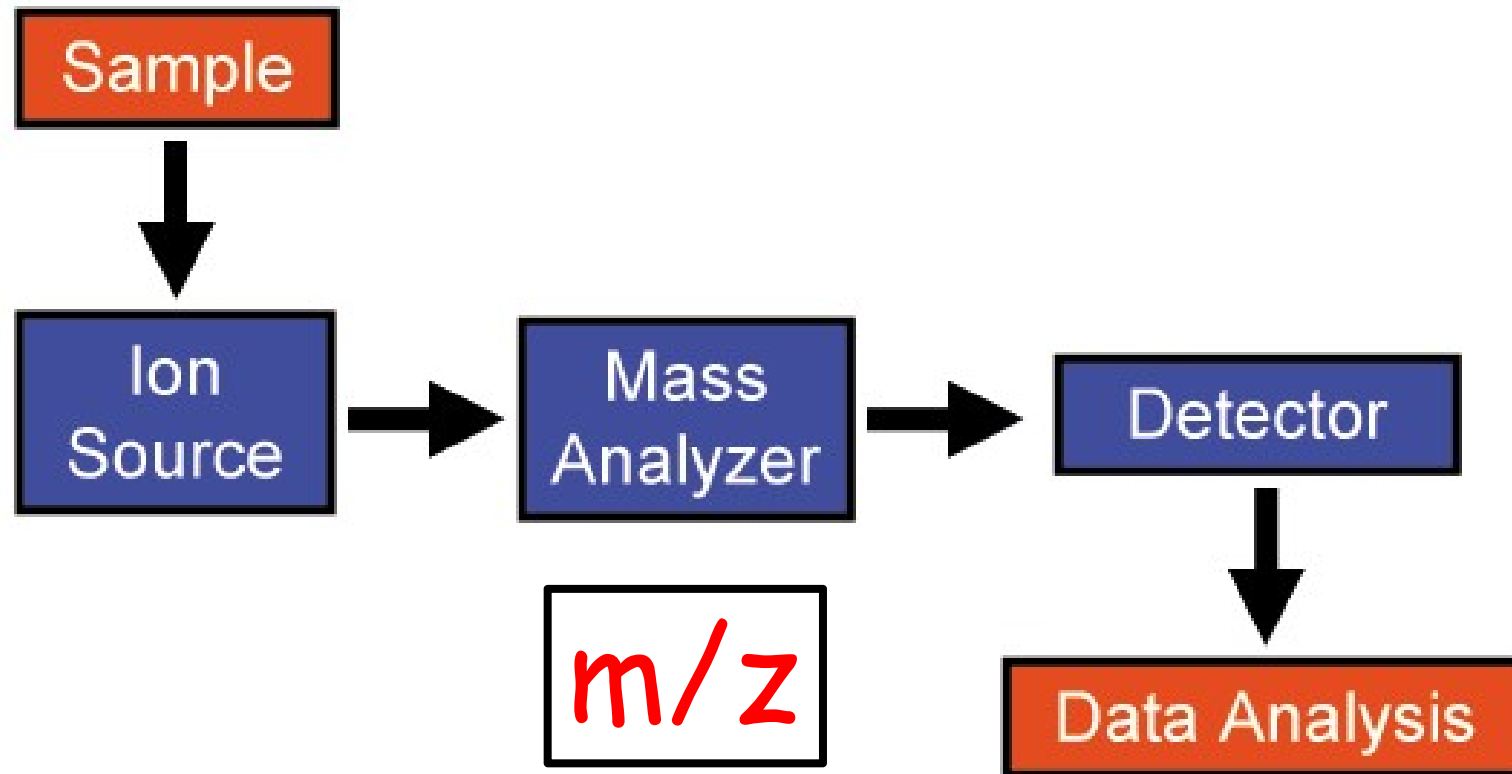 Sample
Ion
Source
Mass
Analyzer
Detector
m/z
Data Analysis